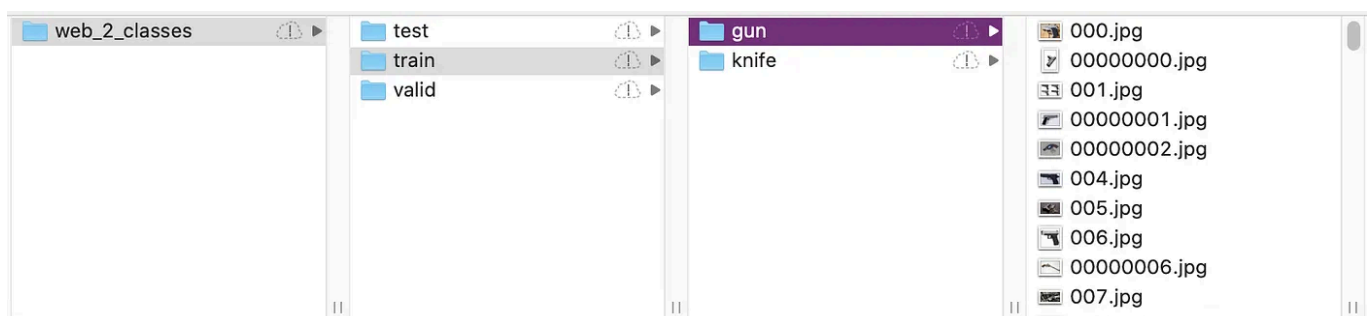 web_2_classes
test
train
valid
gun
knife
000.jpg
00000000.jpg
001.jpg
00000001.jpg
00000002.jpg
004.jpg
005.jpg
006.jpg
00000006.jpg
007.jpg